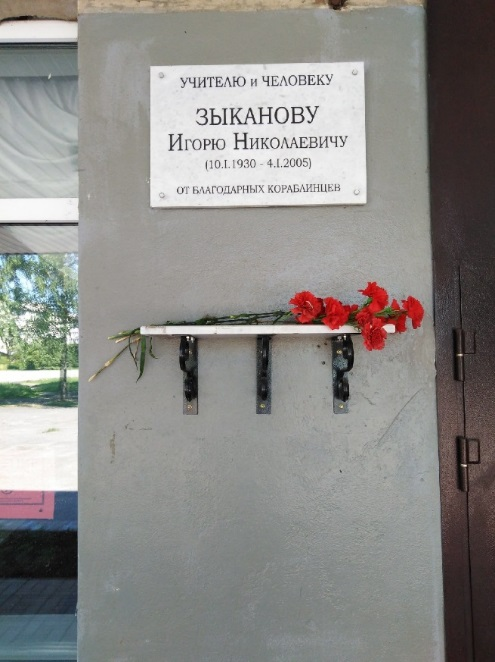 УЧИТЕЛЮ и ЧЕЛОВЕКУ
ЗЫКАНОВУ
ИГОРЮ НИКОЛАЕВИЧУ
(10.I.1930 - 4.I.2005)
ОТ БЛАГОДАРНЫХ КОРАБЛИНЦЕВ